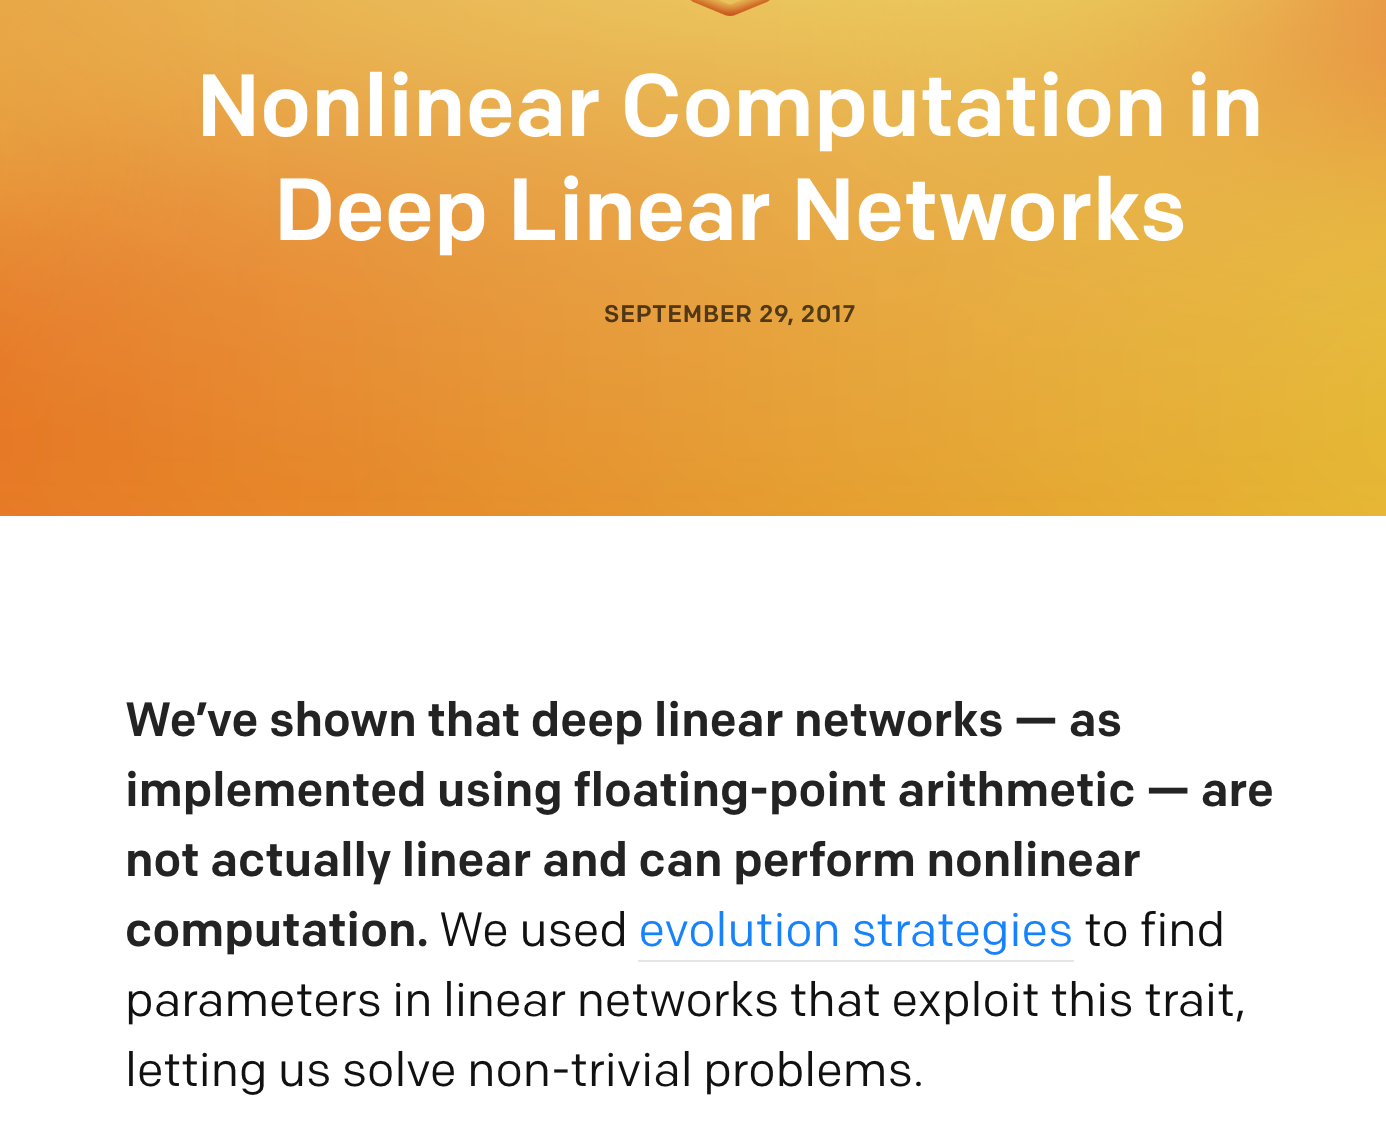 Nonlinear Computation in
Deep Linear Networks
SEPTEMBER 29, 2017
We’ve shown that deep linear networks — as
implemented using floating-point arithmetic — are
not actually linear and can perform nonlinear
computation. We used evolution strategies to find
parameters in linear networks that exploit this trait,
letting us solve non-trivial problems.